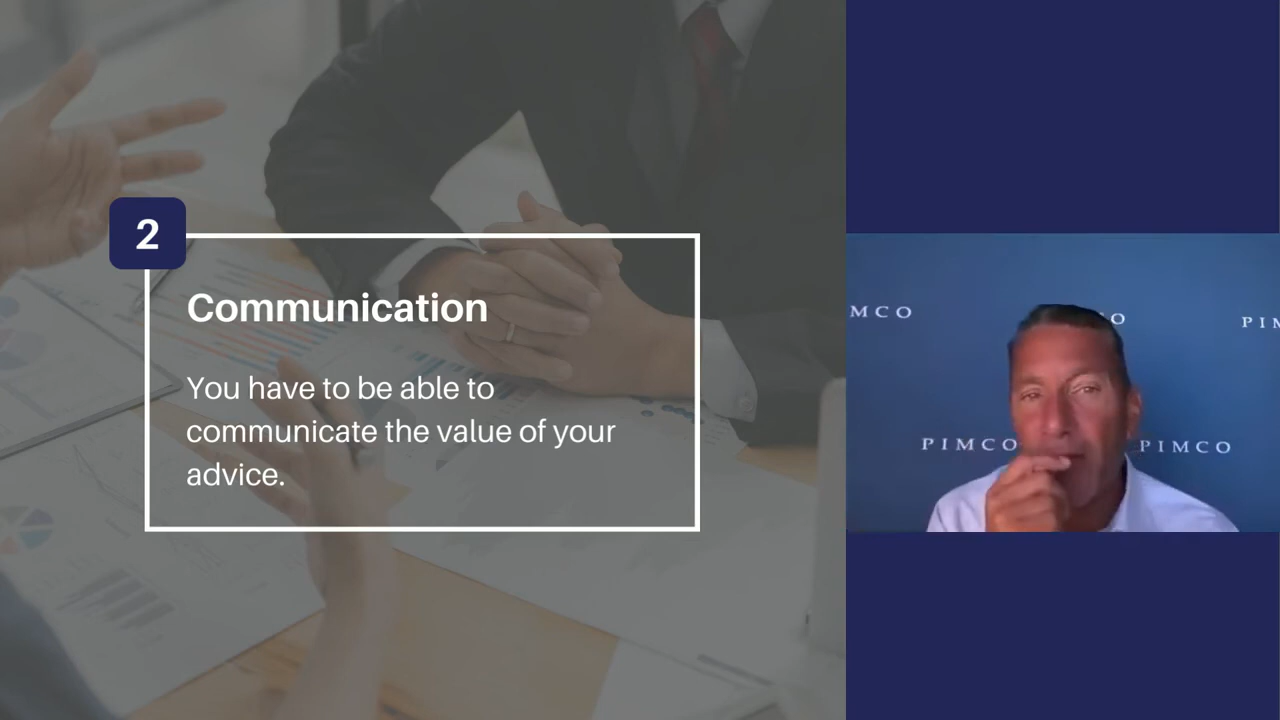 2
Communication
You have to be able to
communicate the value of your
advice.
MCO
O
PIM
PIMCO
PIMCO